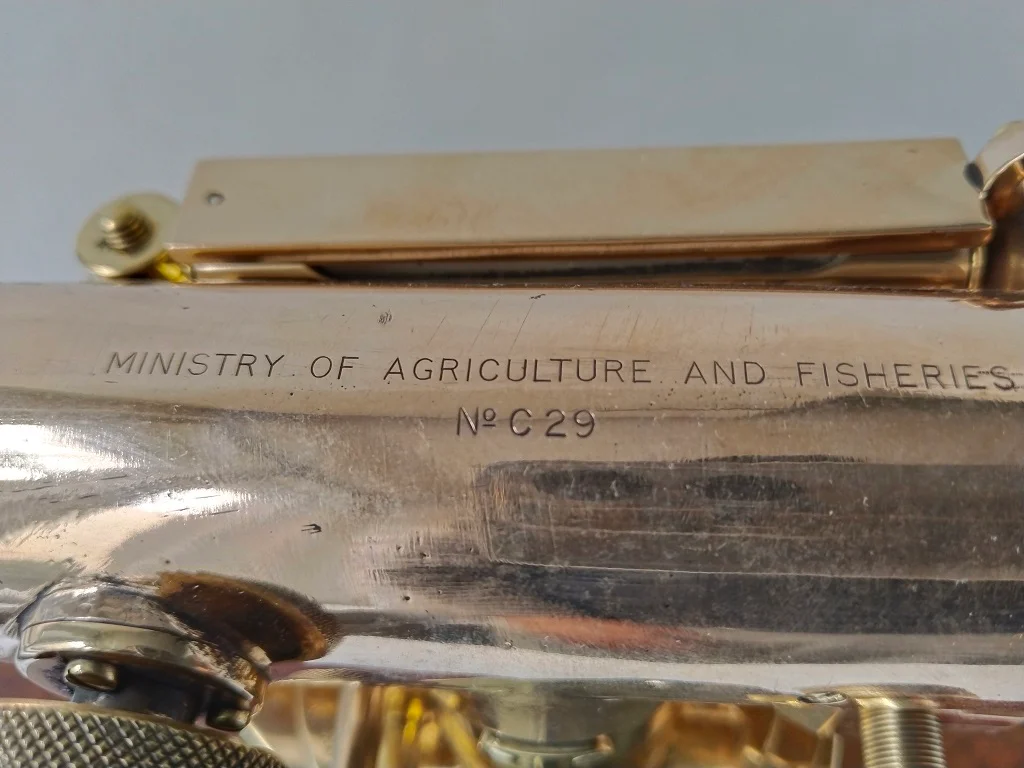 MINISTRY OF AGRICULTURE AND FISHERIES
Nº C 29